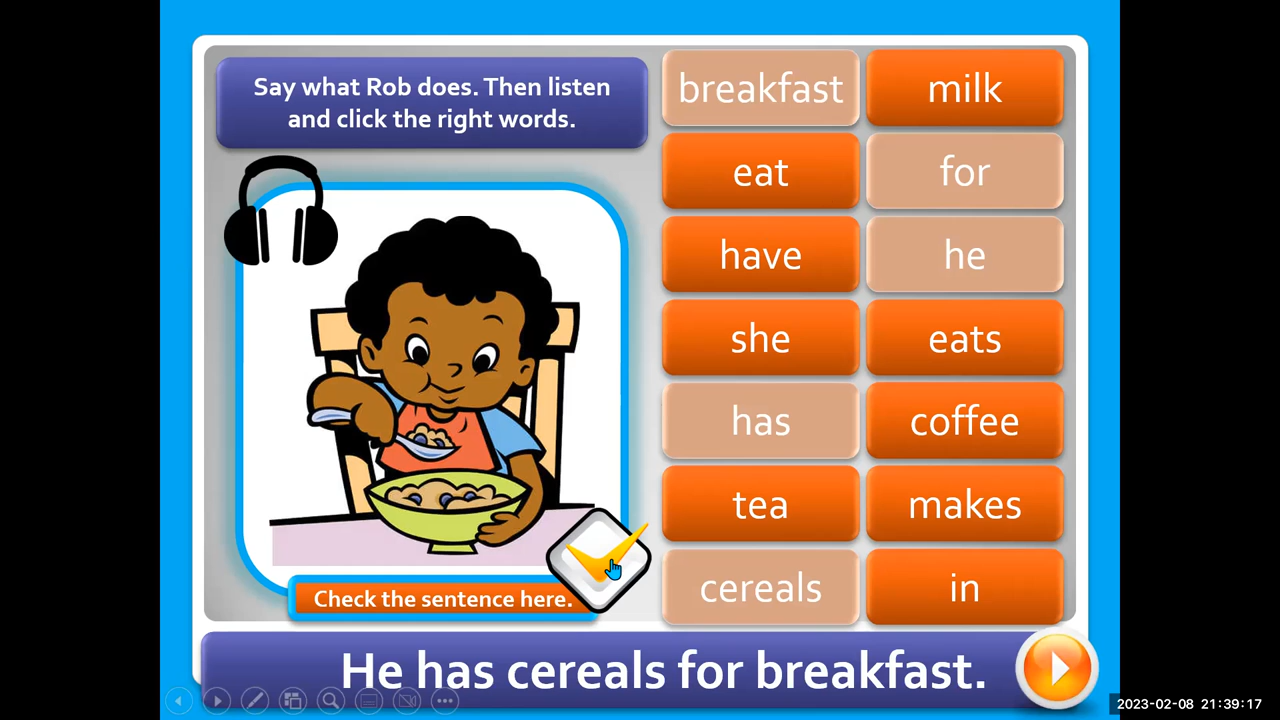 Say what Rob does. Then listen
and click the right words.
breakfast
milk
eat
for
have
he
she
eats
has
coffee
tea
makes
cereals
in
Check the sentence here.
He has cereals for breakfast.
2023-02-08 21:39:17